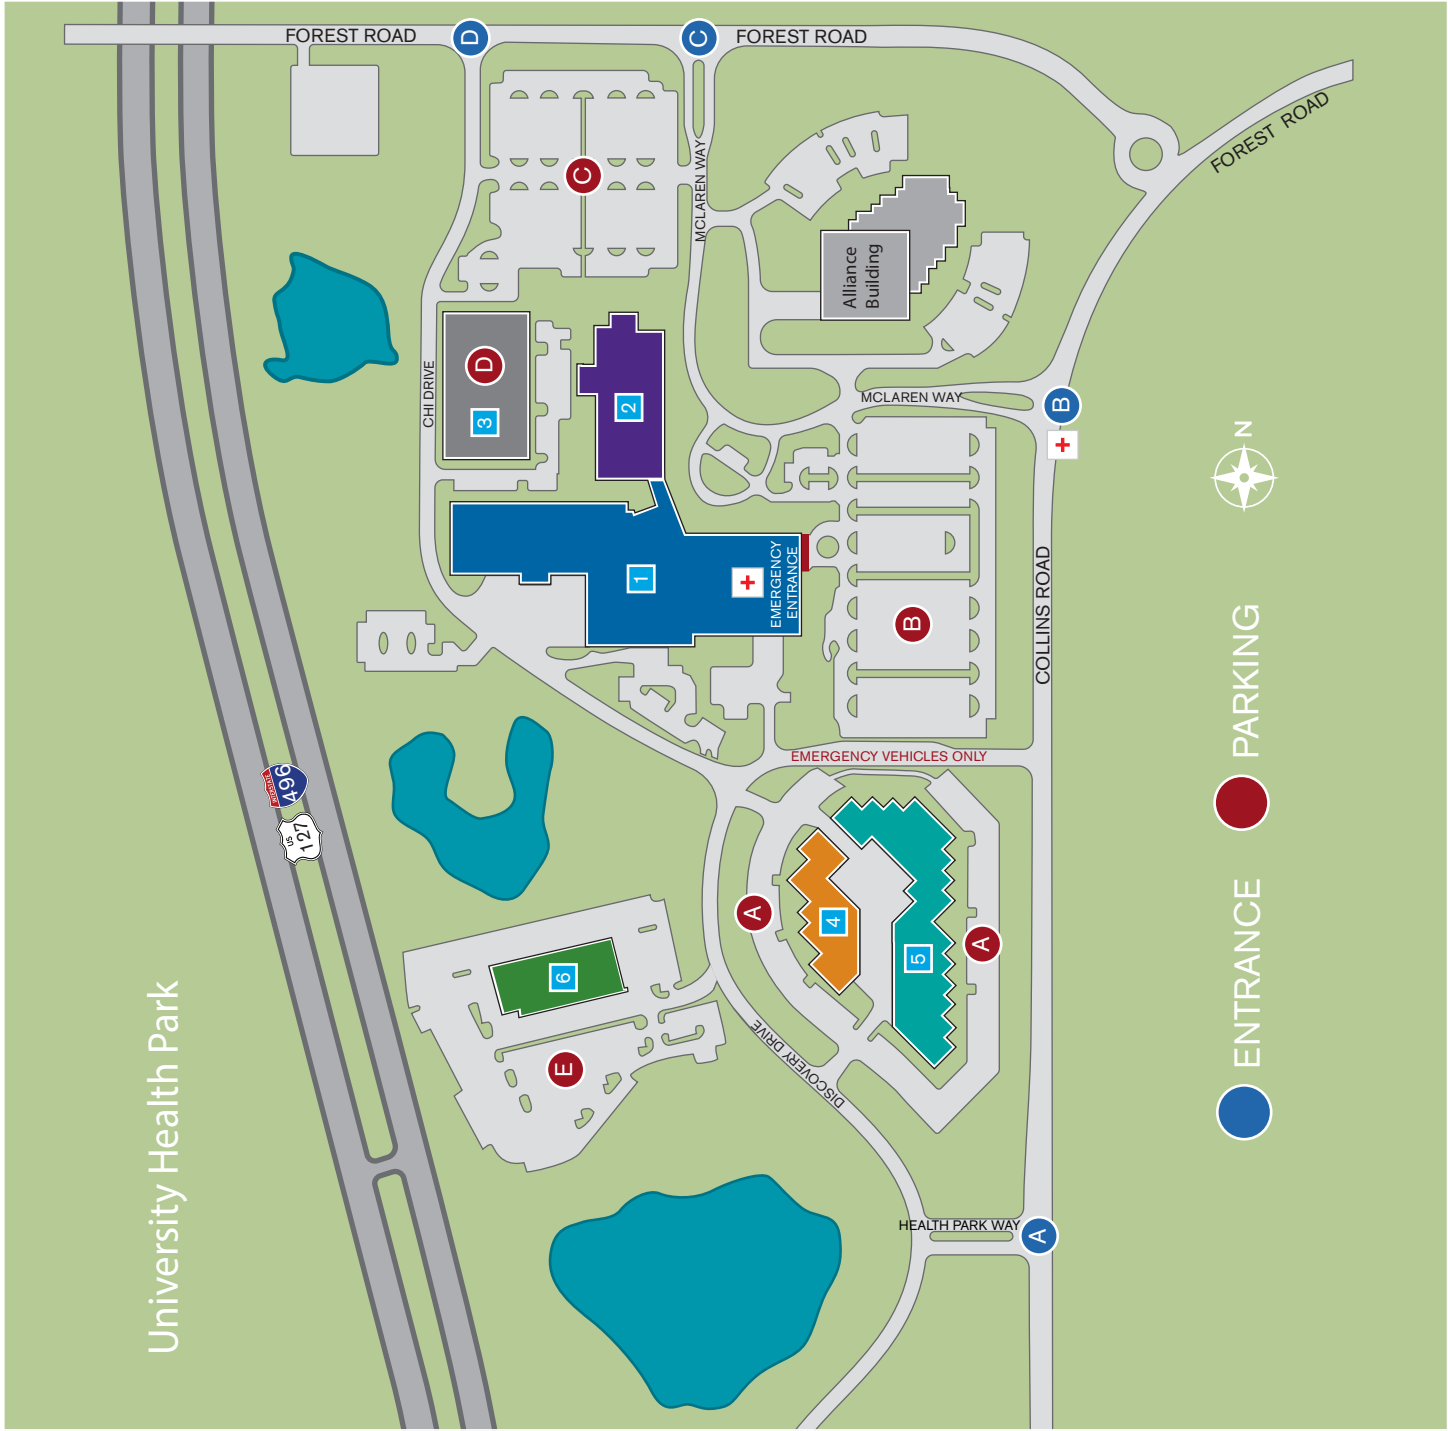 FOREST ROAD
D
C
FOREST ROAD
FOREST ROAD
C
MCLAREN WAY
Alliance
Building
CHI DRIVE
D
3
2
MCLAREN WAY
B
N
1
EMERGENCY
ENTRANCE
B
COLLINS ROAD
EMERGENCY VEHICLES ONLY
INTERSTATE
496
US
127
A
4
5
A
6
E
DISCOVERY DRIVE
HEALTH PARK WAY
A
University Health Park
ENTRANCE
PARKING